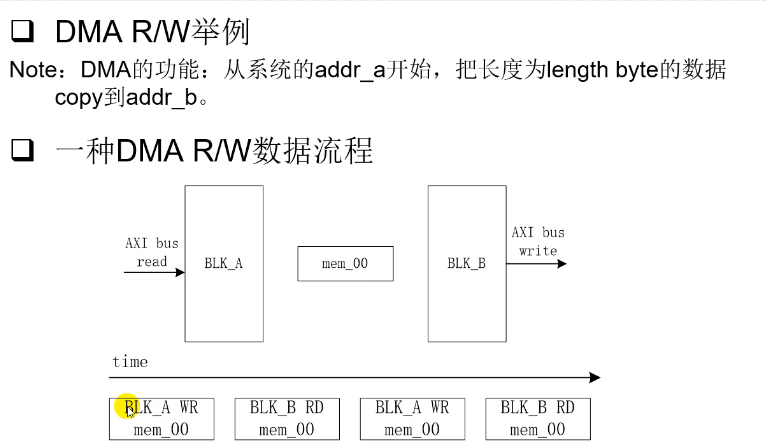 ❑ DMA R/W举例
Note：DMA的功能：从系统的addr_a开始，把长度为length byte的数据
copy到addr_b。
❑ 一种DMA R/W数据流程
AXI bus
read
BLK_A
mem_00
BLK_B
AXI bus
write
time
BLK_A WR
mem_00
BLK_B RD
mem_00
BLK_A WR
mem_00
BLK_B RD
mem_00